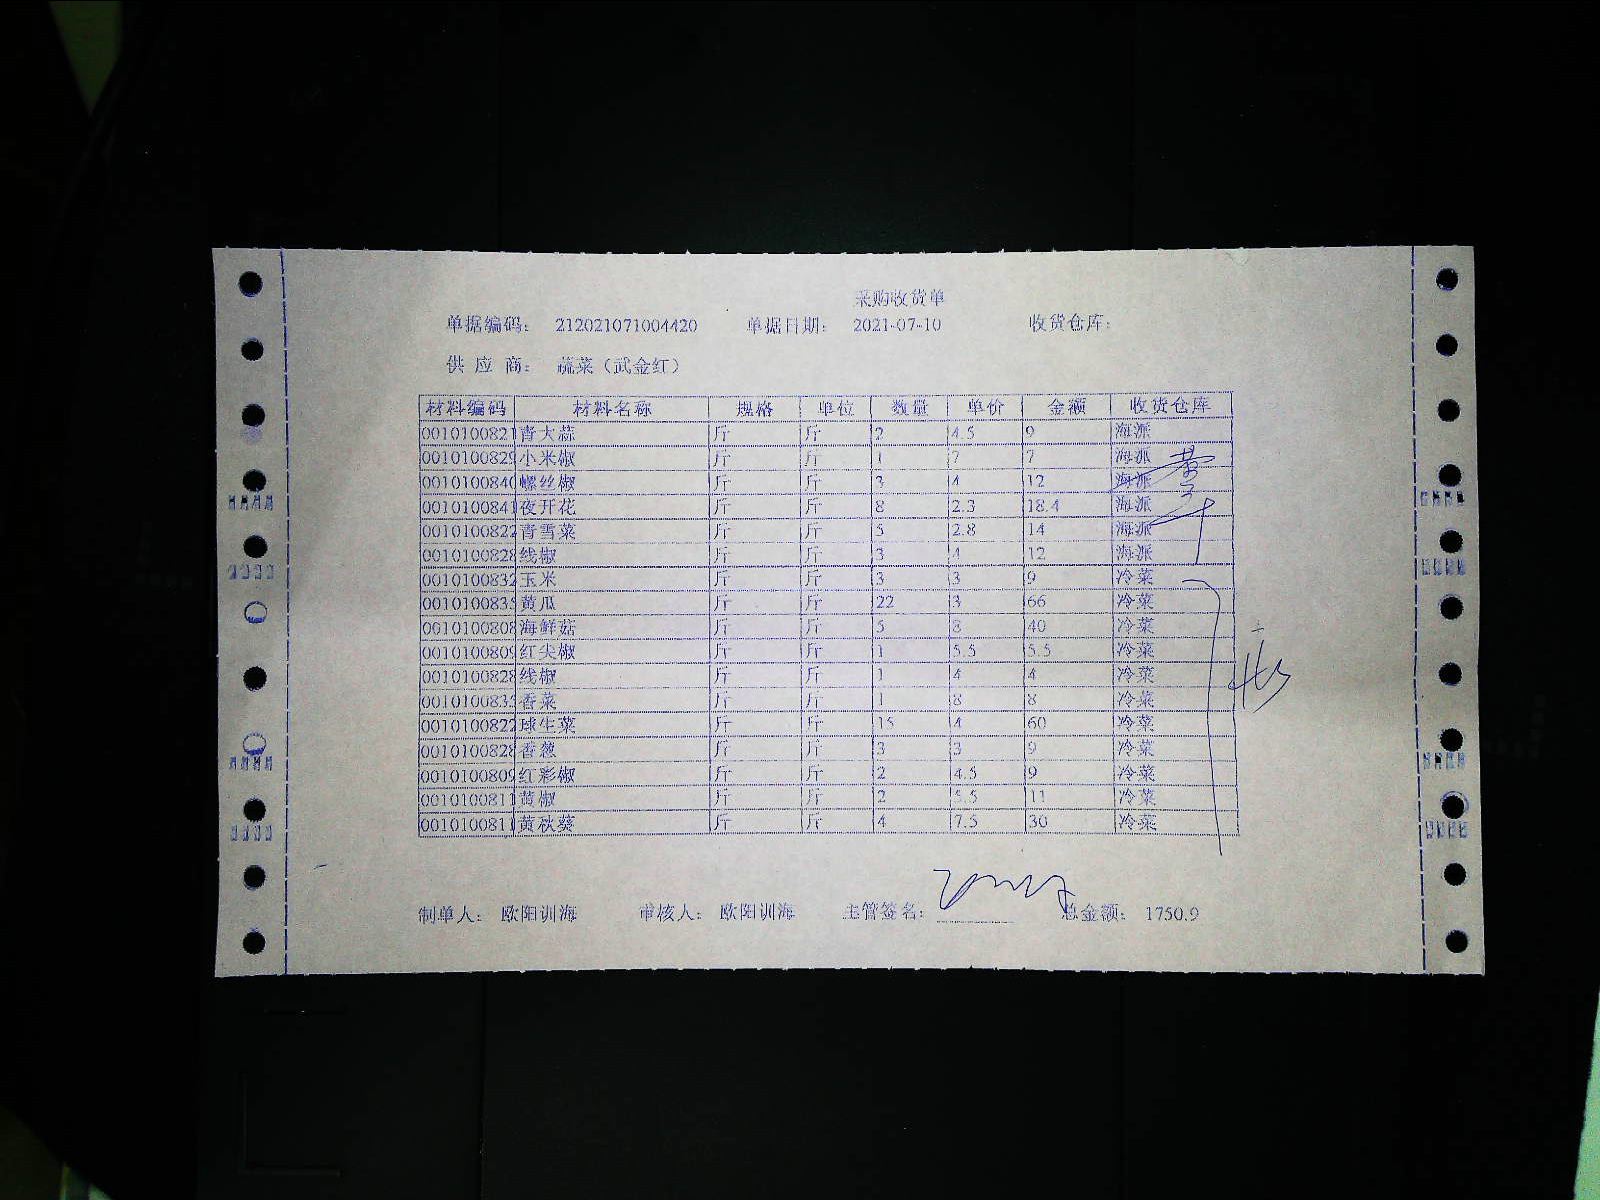 采购收货单
单据编码： 212021071004420 单据日期： 2021-07-10 收货仓库：
供 应 商： 蔬菜（武金红）
材料编码 材料名称 规格 单位 数量 单价 金额 收货仓库
0010100821 青大蒜 斤 斤 2 4.5 9 海派
0010100829 小米椒 斤 斤 1 7 7 海派
0010100840 螺丝椒 斤 斤 3 4 12 海派
0010100841 夜开花 斤 斤 8 2.3 18.4 海派
0010100822 青雪菜 斤 斤 5 2.8 14 海派
0010100828 线椒 斤 斤 3 4 12 海派
0010100832 玉米 斤 斤 3 3 9 冷菜
0010100835 黄瓜 斤 斤 22 3 66 冷菜
0010100808 海鲜菇 斤 斤 5 8 40 冷菜
0010100809 红尖椒 斤 斤 1 5.5 5.5 冷菜
0010100828 线椒 斤 斤 1 4 4 冷菜
0010100835 香菜 斤 斤 1 8 8 冷菜
0010100822 球生菜 斤 斤 15 4 60 冷菜
0010100828 香葱 斤 斤 3 3 9 冷菜
0010100809 红彩椒 斤 斤 2 4.5 9 冷菜
0010100811 黄椒 斤 斤 2 5.5 11 冷菜
0010100811 黄秋葵 斤 斤 4 7.5 30 冷菜
制单人： 欧阳训海 审核人： 欧阳训海 主管签名： 总金额： 1750.9